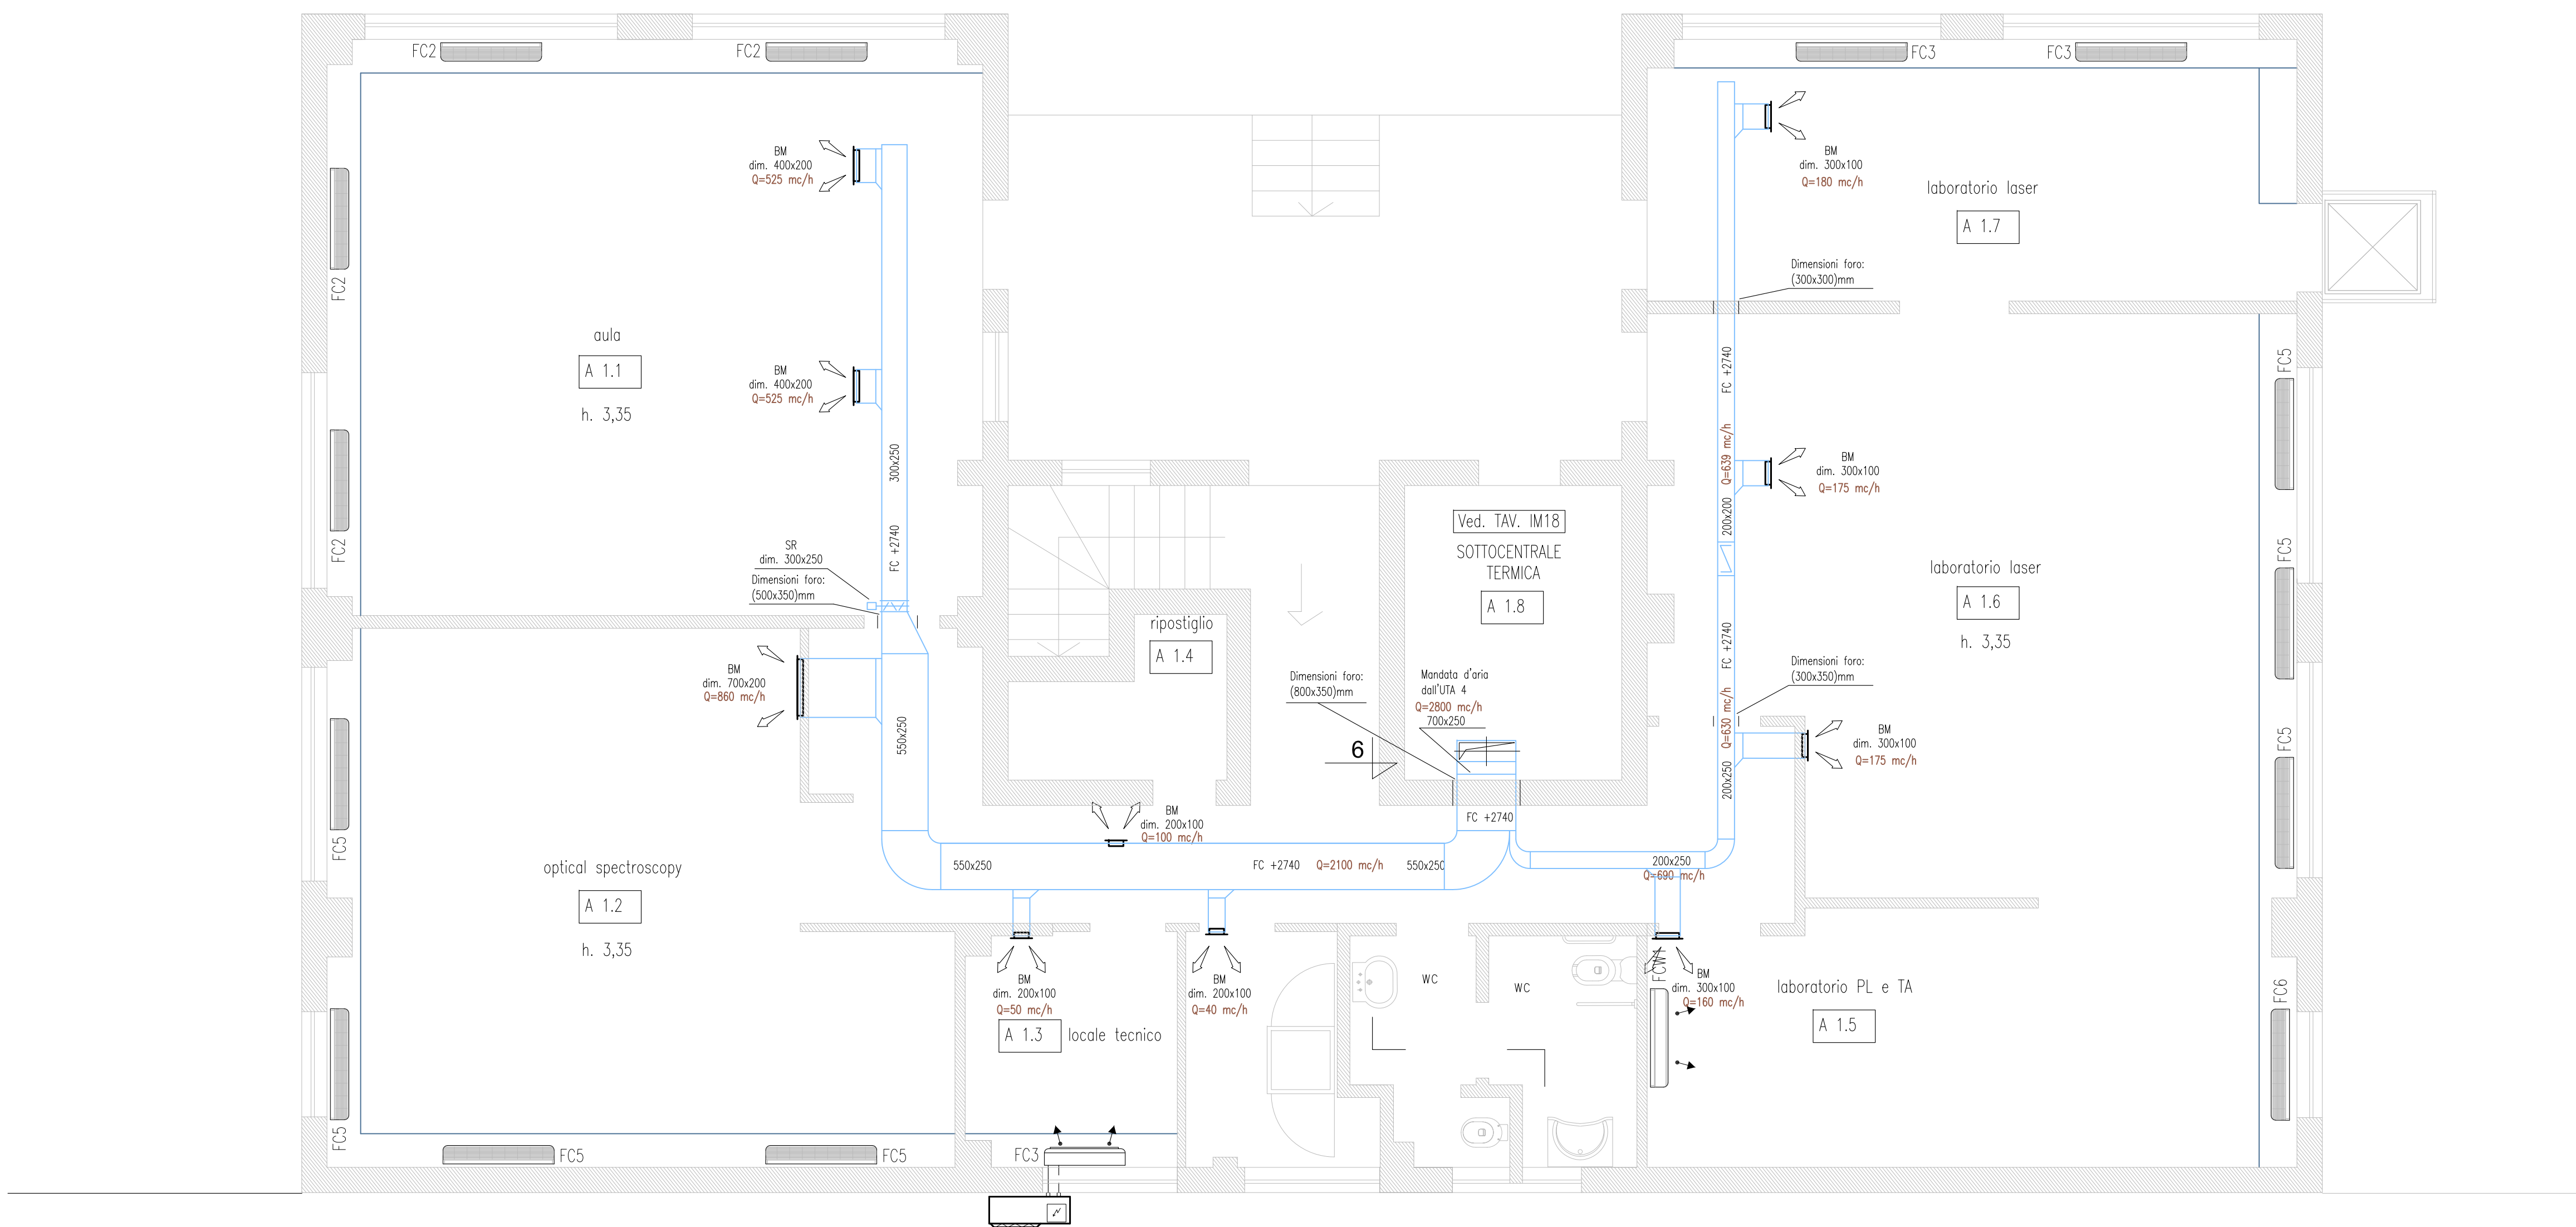 FC2
FC2
FC3
FC3
BM
dim. 400x200
Q=525 mc/h
BM
dim. 300x100
Q=180 mc/h
laboratorio laser
A 1.7
FC2
Dimensioni foro:
(300x300)mm
aula
A 1.1
h. 3,35
BM
dim. 400x200
Q=525 mc/h
300x250
FC +2740
FC2
SR
dim. 300x250
Dimensioni foro:
(500x350)mm
FC +2740
Q=639 mc/h
200x200
BM
dim. 300x100
Q=175 mc/h
FC5
Ved. TAV. IM18
SOTTOCENTRALE
TERMICA
A 1.8
laboratorio laser
A 1.6
h. 3,35
FC5
ripostiglio
A 1.4
BM
dim. 700x200
Q=860 mc/h
550x250
Dimensioni foro:
(800x350)mm
Mandata d'aria
dall'UTA 4
Q=2800 mc/h
700x250
6
FC +2740
Q=630 mc/h
200x250
Dimensioni foro:
(300x350)mm
BM
dim. 300x100
Q=175 mc/h
FC5
FC5
BM
dim. 200x100
Q=100 mc/h
FC +2740
550x250
FC +2740
Q=2100 mc/h
550x250
200x250
Q=690 mc/h
optical spectroscopy
A 1.2
h. 3,35
BM
dim. 200x100
Q=50 mc/h
A 1.3
locale tecnico
BM
dim. 200x100
Q=40 mc/h
WC
WC
FCW1
BM
dim. 300x100
Q=160 mc/h
laboratorio PL e TA
A 1.5
FC6
FC5
FC5
FC5
FC3